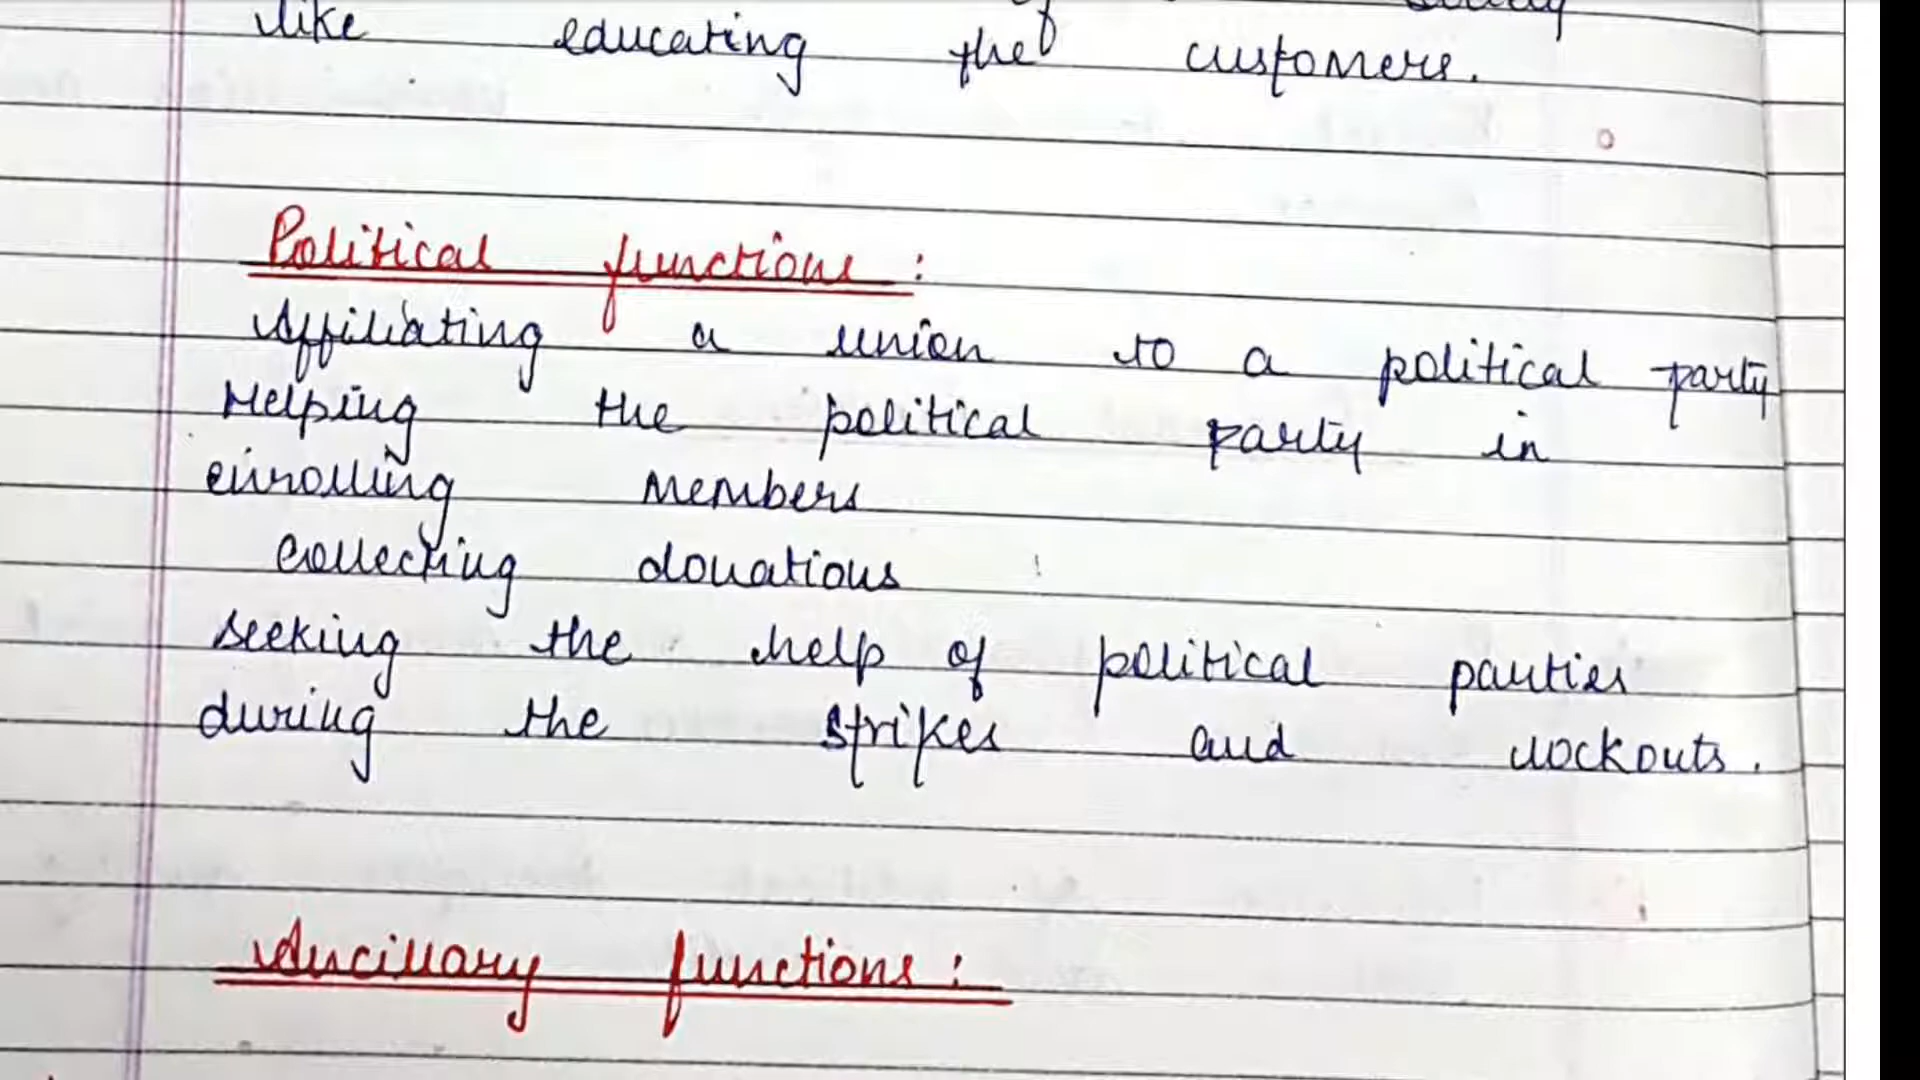 like educating the customers.
Political functions :
Affiliating a union to a political party
Helping the political party in
enrolling members
Collecting donations
seeking the help of political parties
during the strikes and lockouts.
Ancillary functions :